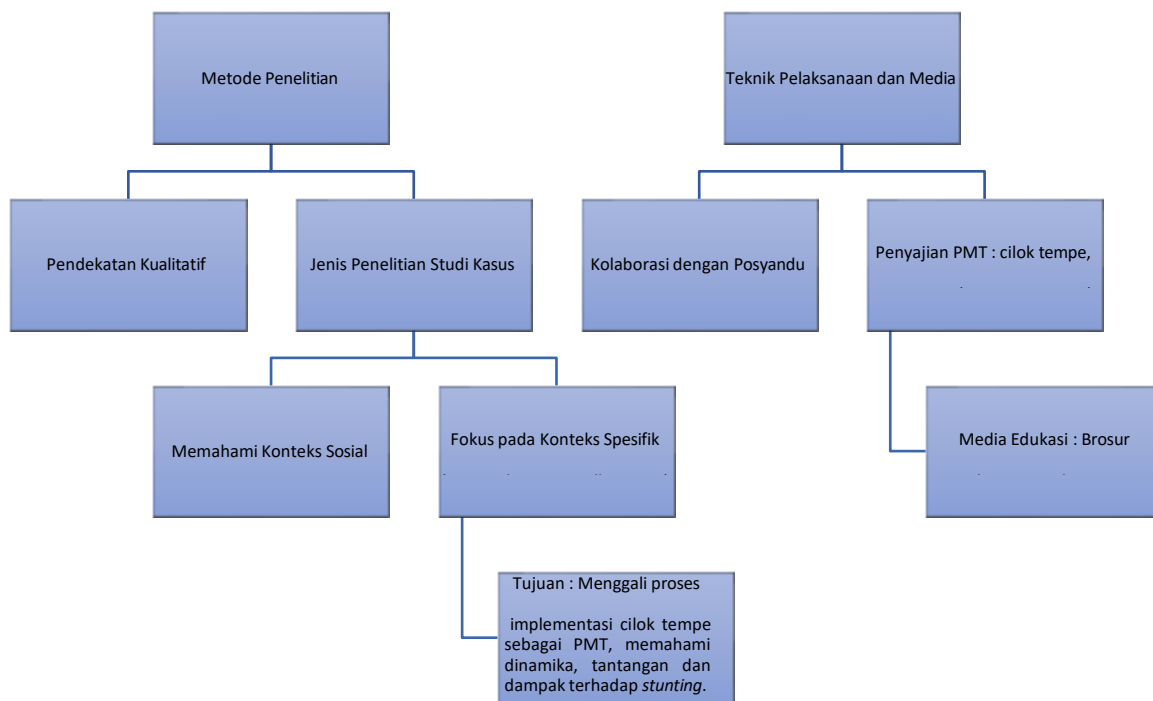 Metode Penelitian
Teknik Pelaksanaan dan Media
Pendekatan Kualitatif
Jenis Penelitian Studi Kasus
Kolaborasi dengan Posyandu
Penyajian PMT : cilok tempe,
Memahami Konteks Sosial
Fokus pada Konteks Spesifik
Media Edukasi : Brosur
Tujuan : Menggali proses
implementasi cilok tempe
sebagai PMT, memahami
dinamika, tantangan dan
dampak terhadap stunting.